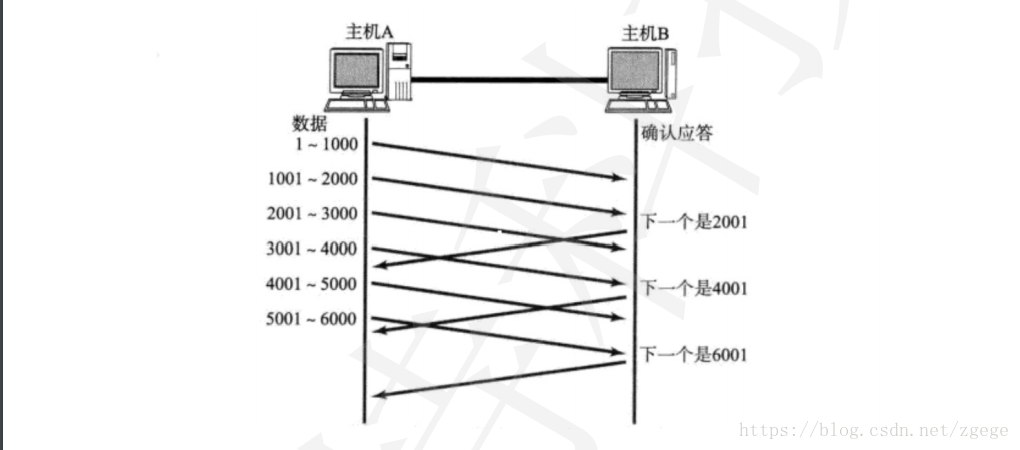 主机A
主机B
数据
确认应答
1 ~ 1000
1001 ~ 2000
2001 ~ 3000
下一个是2001
3001 ~ 4000
4001 ~ 5000
下一个是4001
5001 ~ 6000
下一个是6001
https://blog.csdn.net/zgege